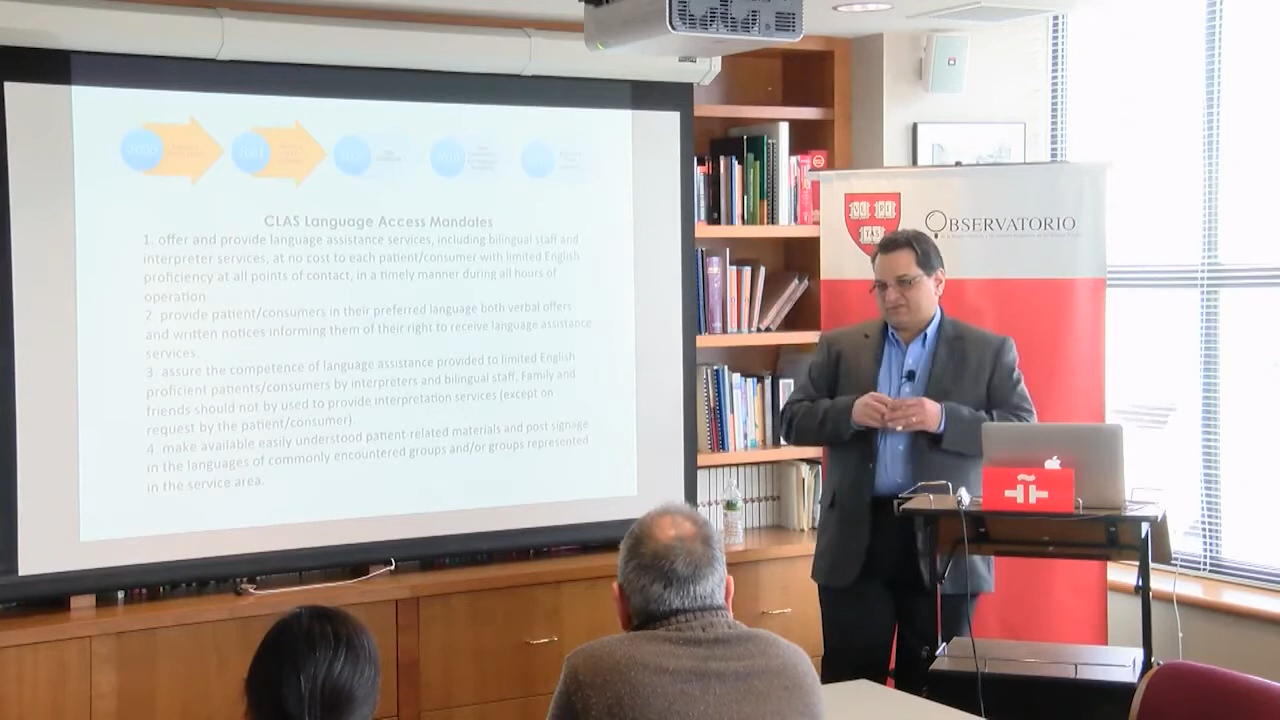 2000
2001
CLAS Language Access Mandates
1. offer and provide language assistance services, including bilingual staff and
interpreter services, at no cost to each patient/consumer with limited English
proficiency at all points of contact, in a timely manner during all hours of
operation
2 provide patient/consumers in their preferred language both verbal offers
and written notices informing them of their right to receive language assistance
services.
3. assure the competence of language assistance provided to limited English
proficient patients/consumers by interpreters and bilingual staff. Family and
friends should not by used to provide interpretation services (except on
request by the patient/consumer).
4. make available easily understood patient-related materials & post signage
in the languages of commonly encountered groups and/or groups represented
in the service area.
OBSERVATORIO